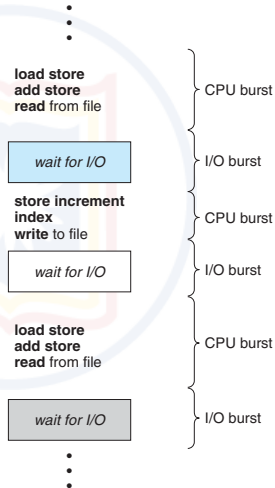 load store
add store
read from file
CPU burst
wait for I/O
I/O burst
store increment
index
write to file
CPU burst
wait for I/O
I/O burst
load store
add store
read from file
CPU burst
wait for I/O
I/O burst